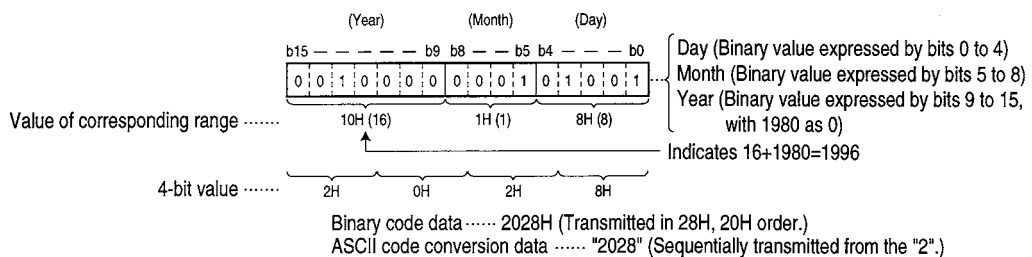 (Year) (Month) (Day)
b15 b9 b8 b5 b4 b0
0 0 1 0 0 0 0 0 0 0 1 0 1 0 0 1
Day (Binary value expressed by bits 0 to 4)
Month (Binary value expressed by bits 5 to 8)
Year (Binary value expressed by bits 9 to 15,
with 1980 as 0)
Value of corresponding range ······ 10H (16) 1H (1) 8H (8)
Indicates 16+1980=1996
4-bit value ······· 2H 0H 2H 8H
Binary code data ······ 2028H (Transmitted in 28H, 20H order.)
ASCII code conversion data ······ "2028" (Sequentially transmitted from the "2".)